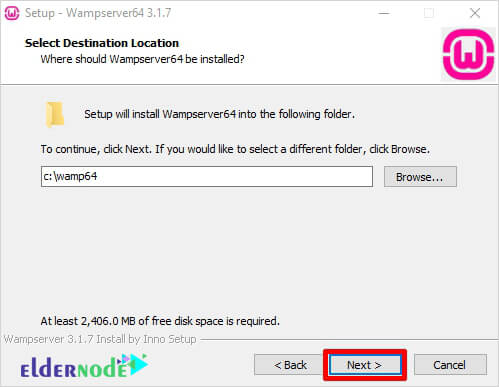 Setup - Wampserver64 3.1.7
Select Destination Location
Where should Wampserver64 be installed?
Setup will install Wampserver64 into the following folder.
To continue, click Next. If you would like to select a different folder, click Browse.
c:\wamp64
Browse...
At least 2,406.0 MB of free disk space is required.
Wampserver 3.1.7 Install by Inno Setup
ELDERNODE
< Back
Next >
Cancel